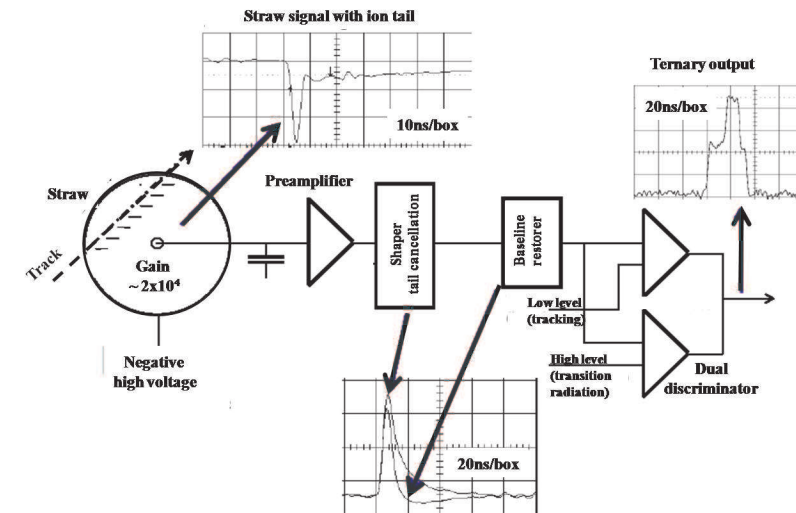 Straw signal with ion tail
10ns/box
Ternary output
20ns/box
Straw
Preamplifier
Track
Gain
~2x10⁴
Shaper
tail cancellation
Baseline
restorer
Low level
(tracking)
High level
(transition
radiation)
Dual
discriminator
Negative
high voltage
20ns/box